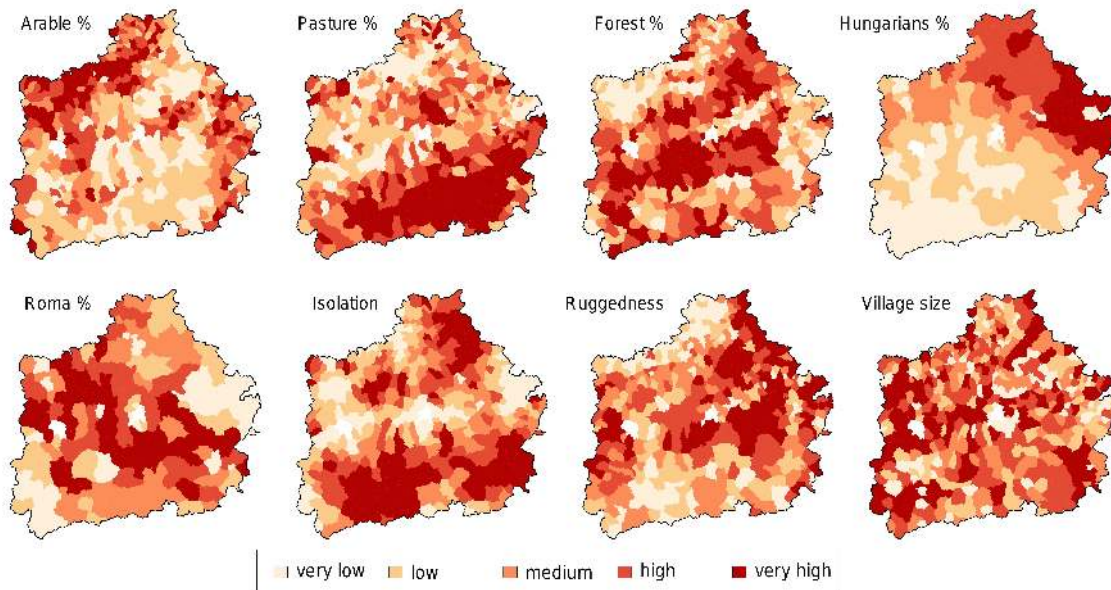 Arable %
Pasture %
Forest %
Hungarians %
Roma %
Isolation
Ruggedness
Village size
very low
low
medium
high
very high